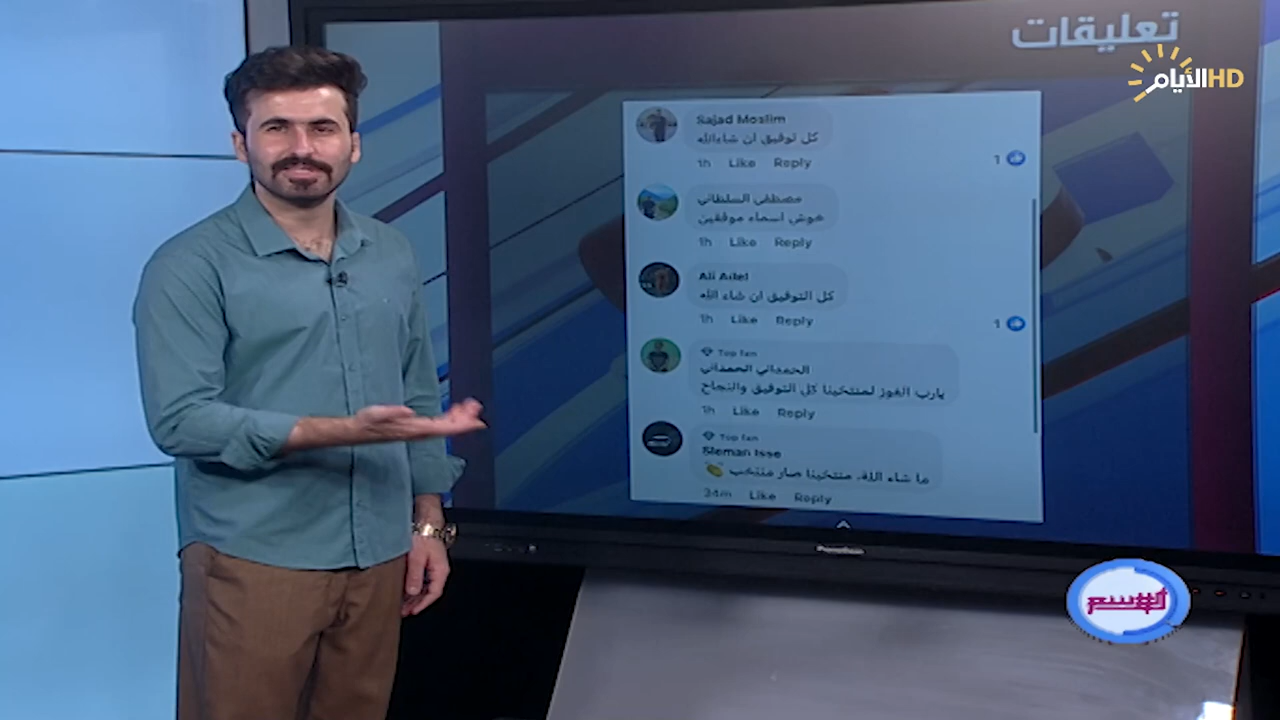 تعليقات
الأيام HD
Sajad Moslim
كل توفيق ان شاءالله
1h Like Reply
1
مصطفى السلطاني
خوش اسماء موفقين
1h Like Reply
Ali Adel
كل التوفيق ان شاء الله
1h Like Reply
1
Top fan
الحمداني الحمداني
يارب الفوز لمنتخبنا كل التوفيق والنجاح
1h Like Reply
Top fan
Sleman Isse
ما شاء اللة. منتخبنا صار منتخب
34m Like Reply